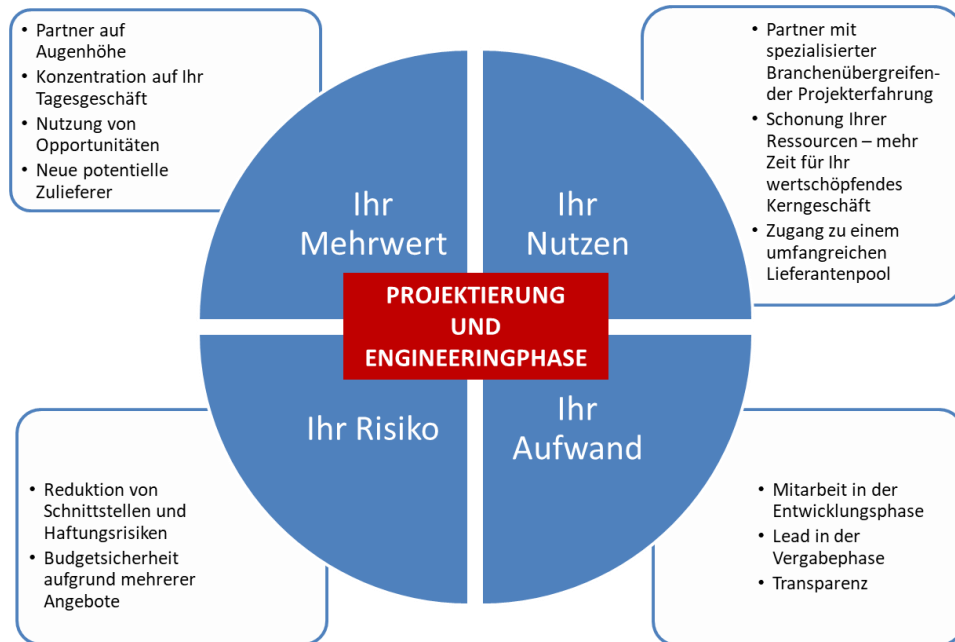 • Partner auf
Augenhöhe
• Konzentration auf Ihr
Tagesgeschäft
• Nutzung von
Opportunitäten
• Neue potentielle
Zulieferer
• Partner mit
spezialisierter
Branchenübergreifen-
der Projekterfahrung
• Schonung Ihrer
Ressourcen – mehr
Zeit für Ihr
wertschöpfendes
Kerngeschäft
• Zugang zu einem
umfangreichen
Lieferantenpool
Ihr
Mehrwert
Ihr
Nutzen
PROJEKTIERUNG
UND
ENGINEERINGPHASE
Ihr Risiko
Ihr
Aufwand
• Reduktion von
Schnittstellen und
Haftungsrisiken
• Budgetsicherheit
aufgrund mehrerer
Angebote
• Mitarbeit in der
Entwicklungsphase
• Lead in der
Vergabephase
• Transparenz